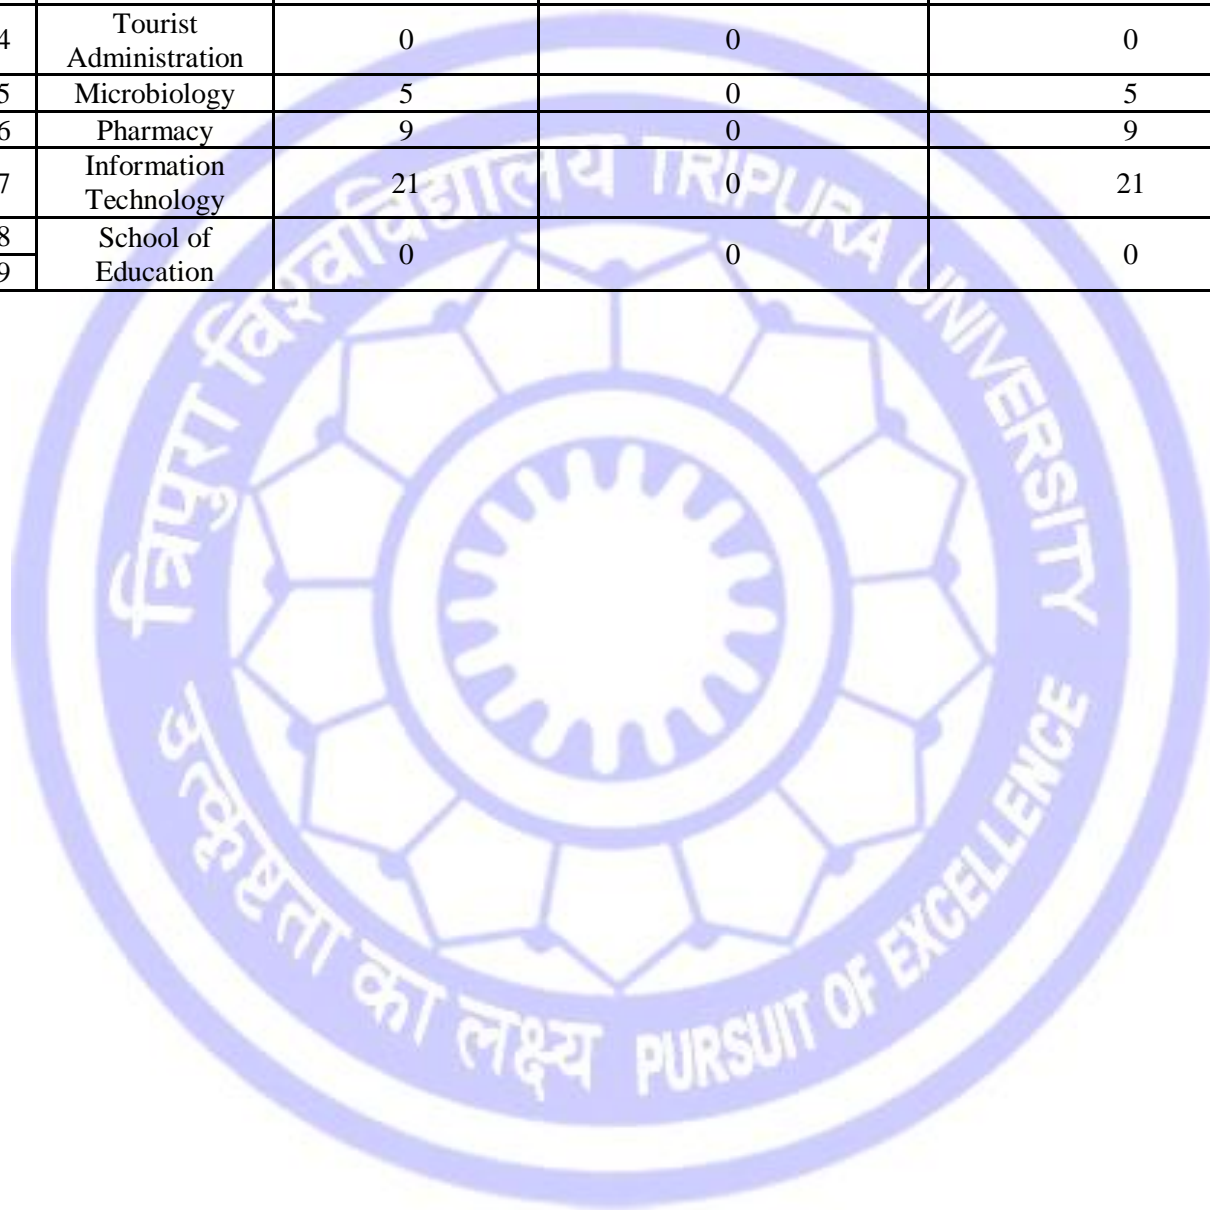 4 Tourist Administration 0 0 0
5 Microbiology 5 0 5
6 Pharmacy 9 0 9
7 Information Technology 21 0 21
8 School of Education 0 0 0
9
त्रिपुरा विश्वविद्यालय TRIPURA UNIVERSITY
उत्कृष्टता का लक्ष्य PURSUIT OF EXCELLENCE